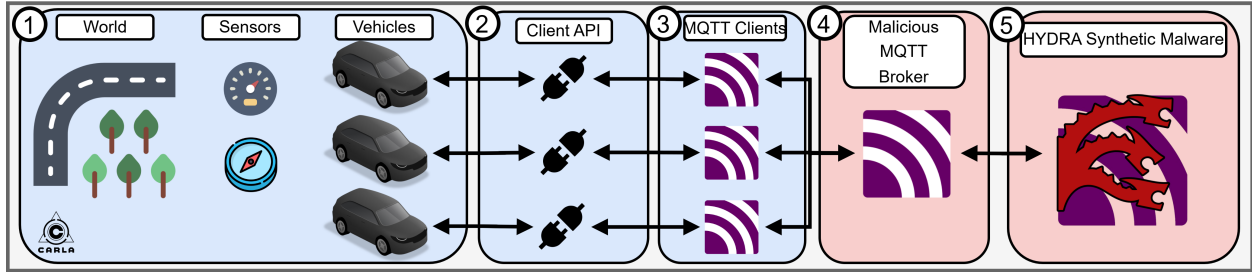 1
World
Sensors
Vehicles
CARLA
2
Client API
3
MQTT Clients
4
Malicious
MQTT
Broker
5
HYDRA Synthetic Malware